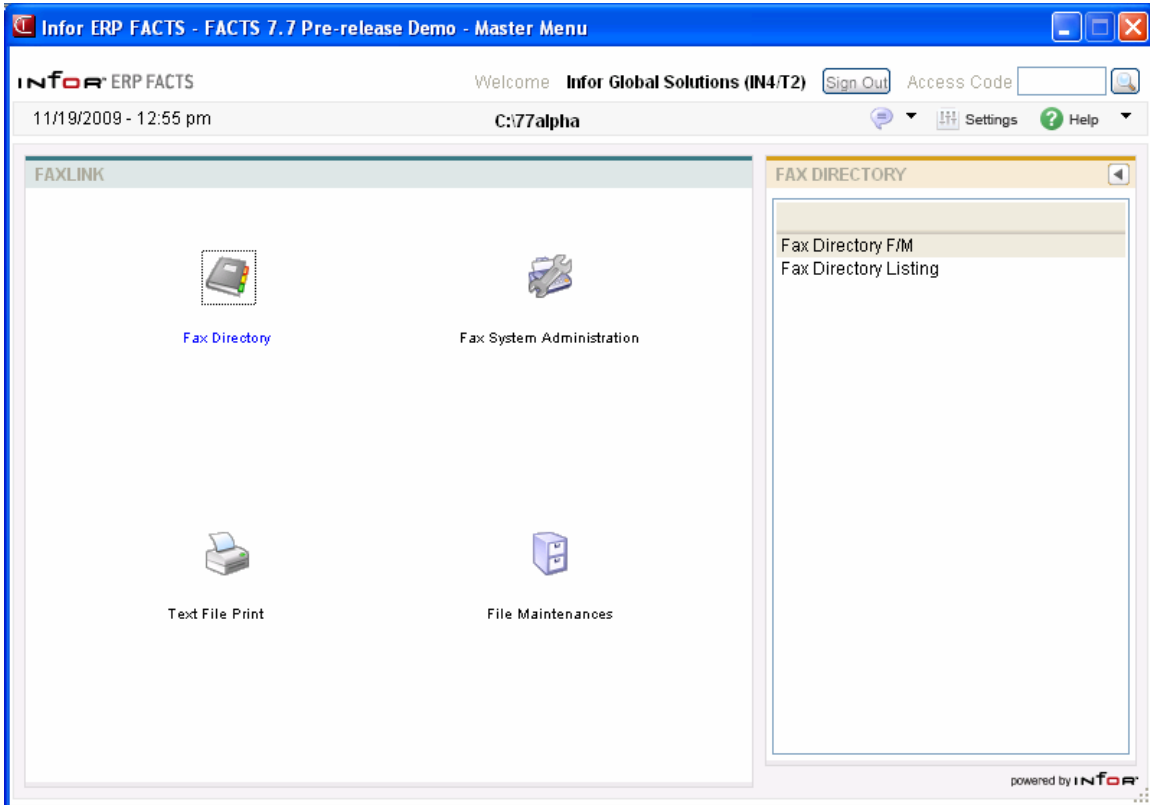 Infor ERP FACTS - FACTS 7.7 Pre-release Demo - Master Menu
infor ERP FACTS
Welcome Infor Global Solutions (IN4/T2) Sign Out Access Code
11/19/2009 - 12:55 pm
C:\77alpha
Settings
Help
FAXLINK
Fax Directory
Fax System Administration
Text File Print
File Maintenances
FAX DIRECTORY
Fax Directory F/M
Fax Directory Listing
powered by infor